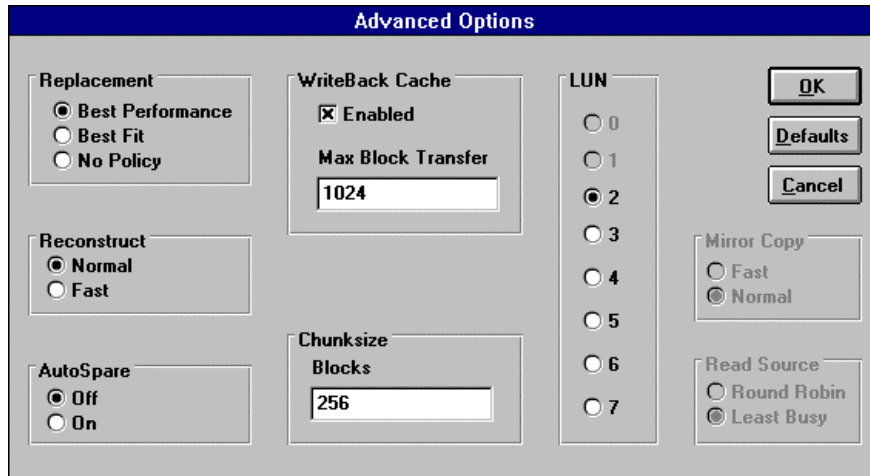 Advanced Options
Replacement
Best Performance
Best Fit
No Policy
Reconstruct
Normal
Fast
AutoSpare
Off
On
WriteBack Cache
Enabled
Max Block Transfer
1024
Chunksize
Blocks
256
LUN
0
1
2
3
4
5
6
7
OK
Defaults
Cancel
Mirror Copy
Fast
Normal
Read Source
Round Robin
Least Busy